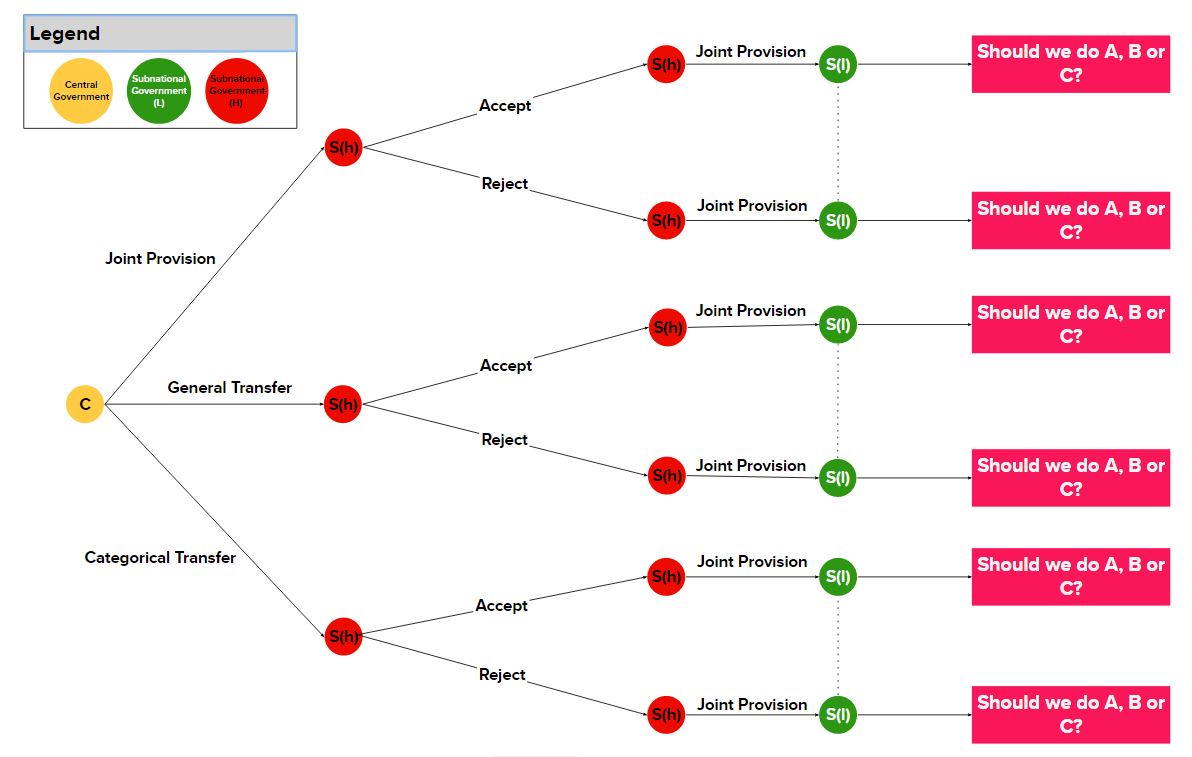 Legend
Central
Government
Subnational
Government
(L)
Subnational
Government
(H)
S(h)
Joint Provision
S(l)
Should we do A, B or
C?
Accept
S(h)
Reject
S(h)
Joint Provision
S(l)
Should we do A, B or
C?
Joint Provision
S(h)
Joint Provision
S(l)
Should we do A, B or
C?
Accept
General Transfer
C
S(h)
Reject
S(h)
Joint Provision
S(l)
Should we do A, B or
C?
Categorical Transfer
S(h)
Joint Provision
S(l)
Should we do A, B or
C?
Accept
S(h)
Reject
S(h)
Joint Provision
S(l)
Should we do A, B or
C?